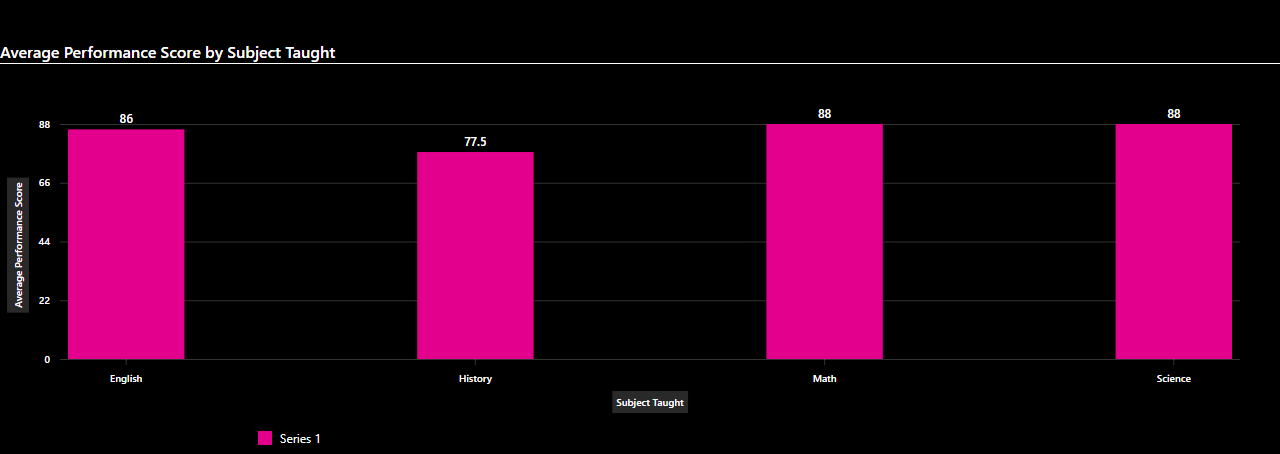 Average Performance Score by Subject Taught
86
77.5
88
88
88
66
44
22
0
Average Performance Score
English
History
Math
Science
Subject Taught
Series 1